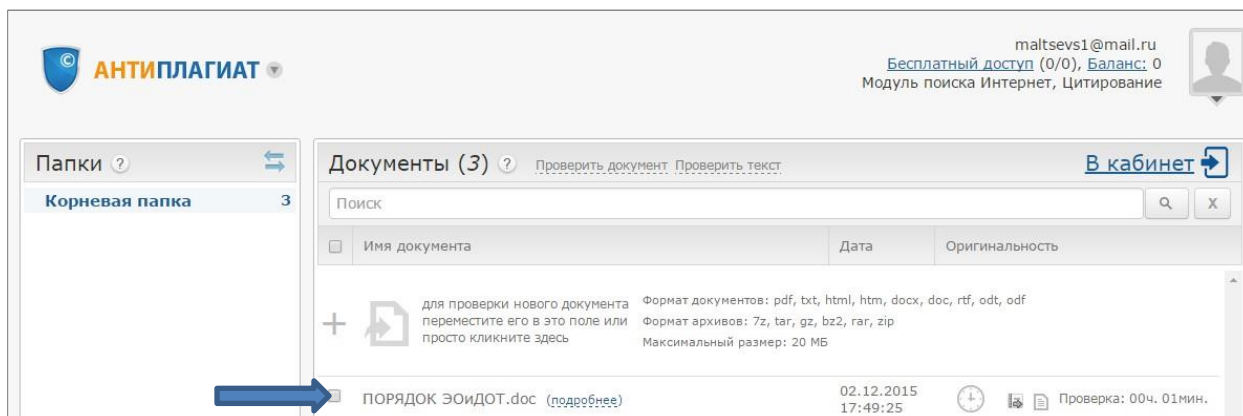 maltsevs1@mail.ru
Бесплатный доступ (0/0), Баланс: 0
Модуль поиска Интернет, Цитирование
© АНТИПЛАГИАТ
Папки ?
Документы (3) ? Проверить документ Проверить текст В кабинет
Корневая папка 3
Поиск X
Имя документа Дата Оригинальность
для проверки нового документа
переместите его в это поле или
просто кликните здесь
Формат документов: pdf, txt, html, htm, docx, doc, rtf, odt, odf
Формат архивов: 7z, tar, gz, bz2, rar, zip
Максимальный размер: 20 МБ
ПОРЯДОК ЭОиДОТ.doc (подробнее)
02.12.2015
17:49:25
Проверка: 00ч. 01мин.